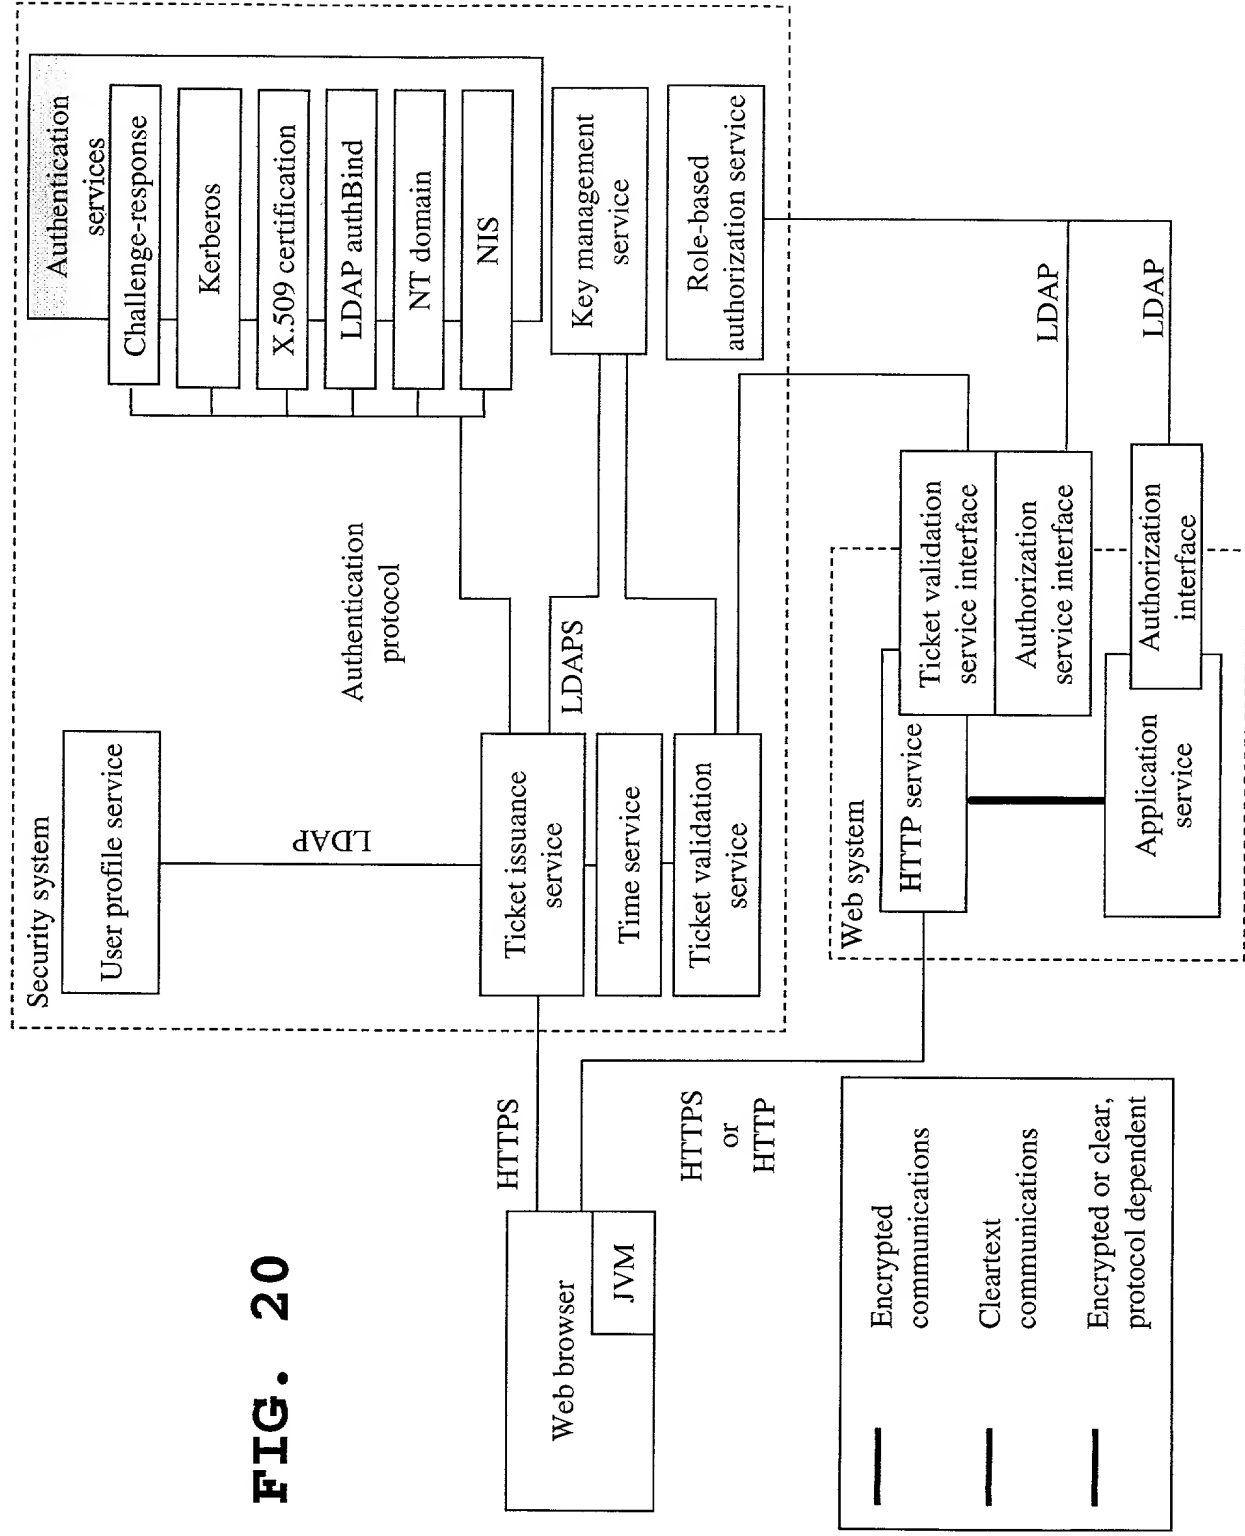 FIG. 20
Security system
User profile service
LDAP
Authentication
protocol
Authentication
services
Challenge-response
Kerberos
X.509 certification
LDAP authBind
NT domain
NIS
Key management
service
Role-based
authorization service
HTTPS
Ticket issuance
service
LDAPS
Time service
Ticket validation
service
Web browser
JVM
HTTPS
or
HTTP
Web system
HTTP service
Ticket validation
service interface
Authorization
service interface
LDAP
Application
service
Authorization
interface
LDAP
Encrypted
communications
Cleartext
communications
Encrypted or clear,
protocol dependent